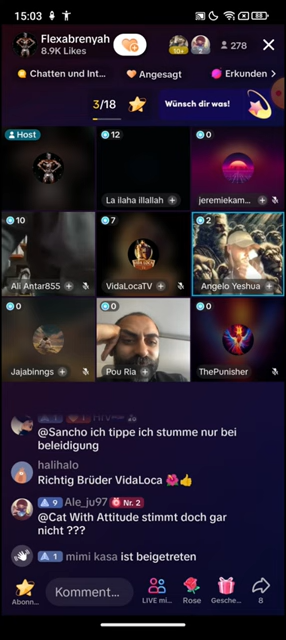 15:03
88
Flexabrenyah
8.9K Likes
10+
278
Chatten und Int...
Angesagt
Erkunden
3/18
Wünsch dir was!
Host
12
0
La ilaha illallah
jeremiekam...
10
7
2
Ali Antar855
VidaLocaTV
Angelo Yeshua
0
0
0
Jajabinngs
Pou Ria
ThePunisher
@Sancho ich tippe ich stumme nur bei
beleidigung
halihalo
Richtig Brüder VidaLoca 🌺👍
9 Ale_ju97 Nr. 2
@Cat With Attitude stimmt doch gar
nicht ???
1 mimi kasa ist beigetreten
Abonn...
Komment...
LIVE mi...
Rose
Gesche...
8